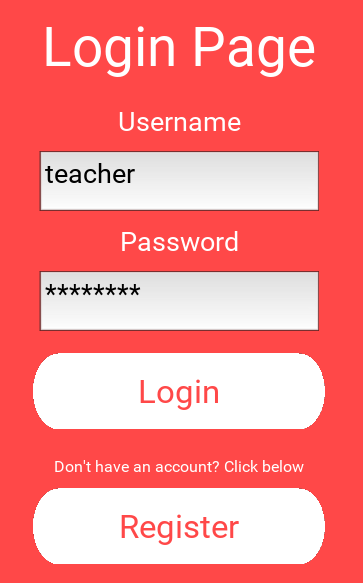 Login Page
Username
teacher
Password
********
Login
Don't have an account? Click below
Register